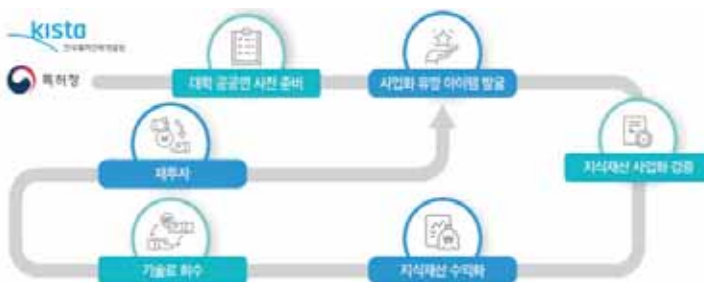 kista
한국특허전략개발원
특허청
대학 공공연 사전 준비
사업화 유망 아이템 발굴
지식재산 사업화 검증
재투자
기술료 회수
지식재산 수익화